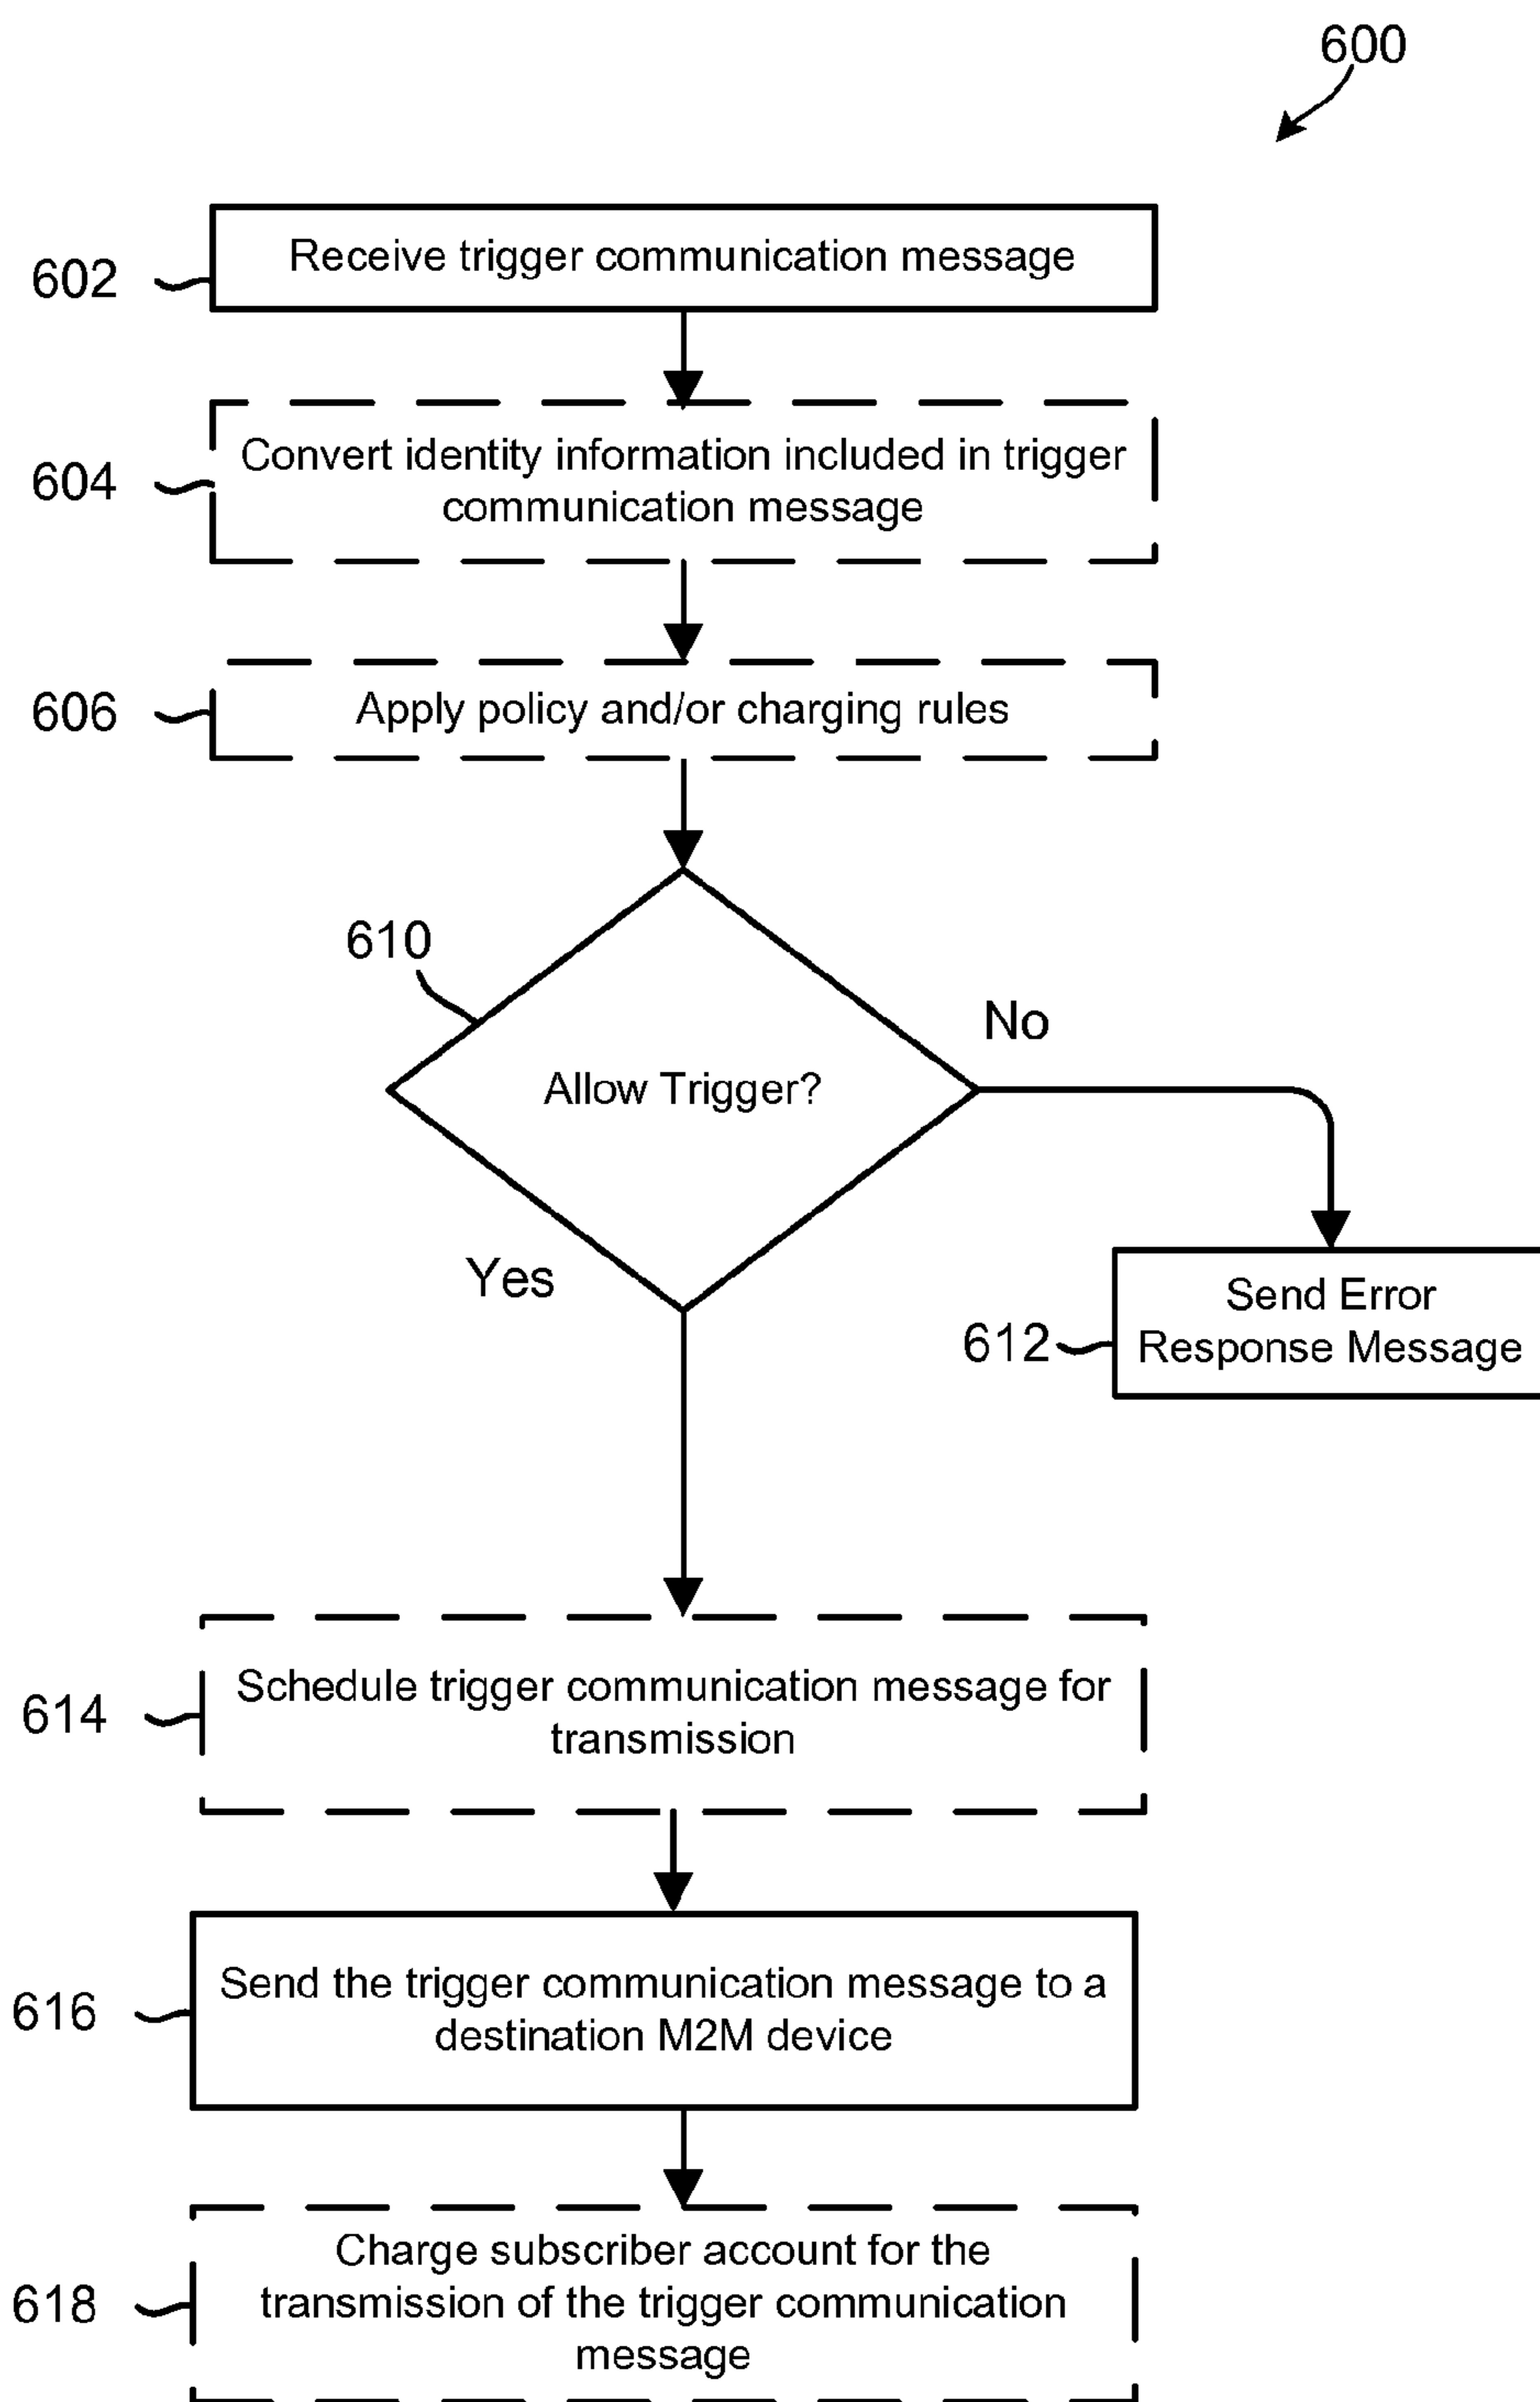 600
602
Receive trigger communication message
604
Convert identity information included in trigger
communication message
606
Apply policy and/or charging rules
610
Allow Trigger?
No
Yes
612
Send Error
Response Message
614
Schedule trigger communication message for
transmission
616
Send the trigger communication message to a
destination M2M device
618
Charge subscriber account for the
transmission of the trigger communication
message